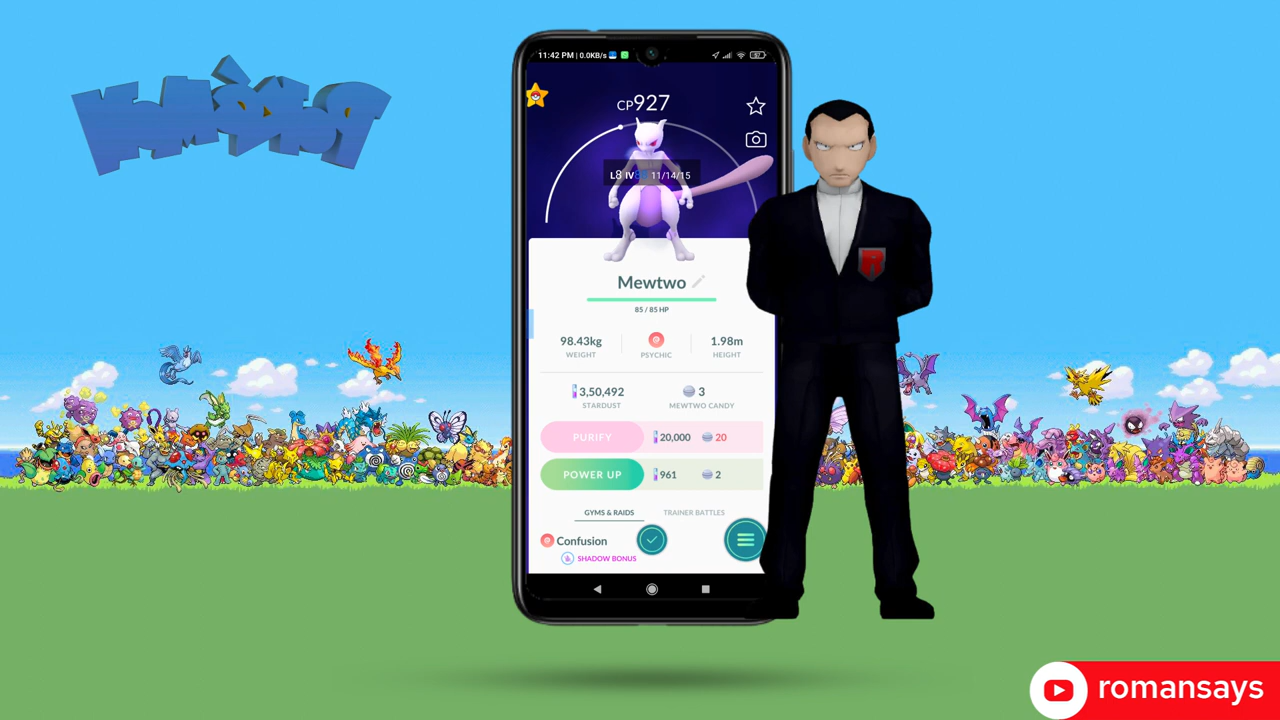 11:42 PM | 0.0KB/s
67
CP927
L8 IV 11/14/15
Mewtwo
85 / 85 HP
98.43kg
WEIGHT
PSYCHIC
1.98m
HEIGHT
3,50,492
STARDUST
3
MEWTWO CANDY
PURIFY
20,000
20
POWER UP
961
2
GYMS & RAIDS
TRAINER BATTLES
Confusion
SHADOW BONUS
R
romansays